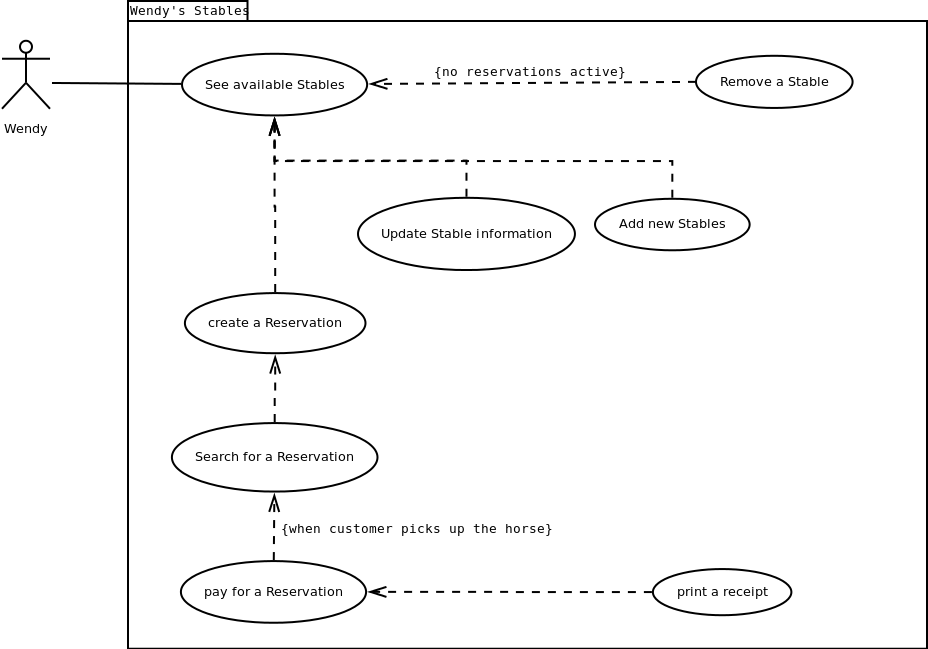 Wendy's Stables
Wendy
See available Stables
{no reservations active}
Remove a Stable
Update Stable information
Add new Stables
create a Reservation
Search for a Reservation
{when customer picks up the horse}
pay for a Reservation
print a receipt